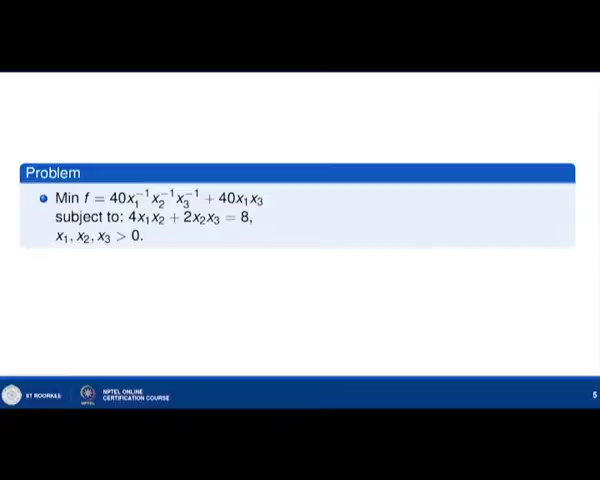 Problem
Min f = 40x₁⁻¹x₂⁻¹x₃⁻¹ + 40x₁x₃
subject to: 4x₁x₂ + 2x₂x₃ = 8,
x₁, x₂, x₃ > 0.
IIT ROORKEE
NPTEL
NPTEL ONLINE
CERTIFICATION COURSE
5